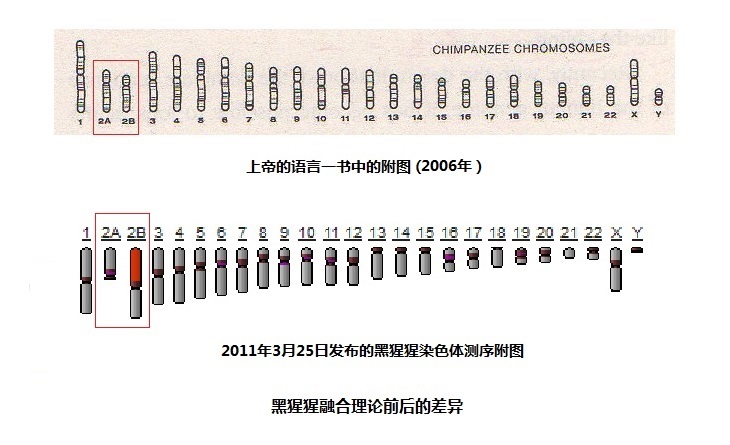 CHIMPANZEE CHROMOSOMES
1 2A 2B 3 4 5 6 7 8 9 10 11 12 13 14 15 16 17 18 19 20 21 22 X Y
上帝的语言一书中的附图 (2006年 )
1 2A 2B 3 4 5 6 7 8 9 10 11 12 13 14 15 16 17 18 19 20 21 22 X Y
2011年3月25日发布的黑猩猩染色体测序附图
黑猩猩融合理论前后的差异